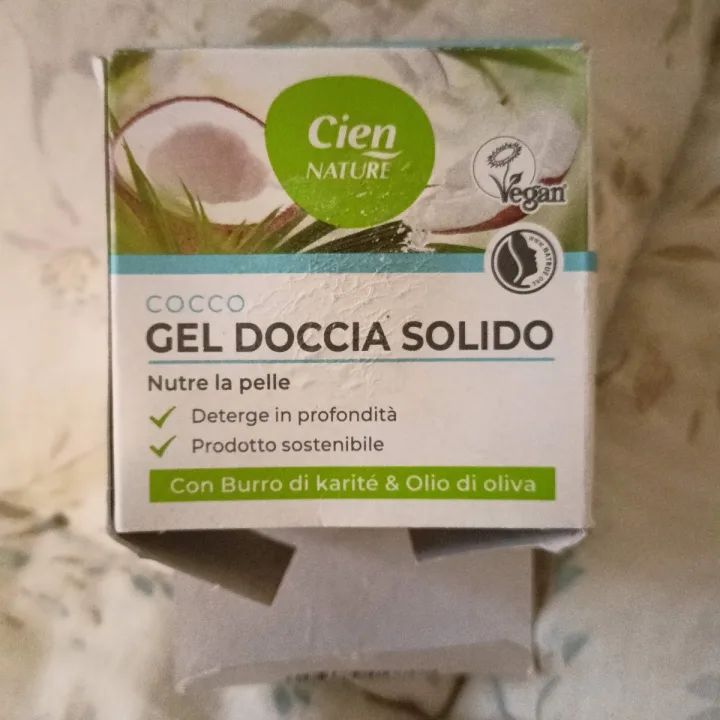 Cien
NATURE
Vegan
COCCO
GEL DOCCIA SOLIDO
Nutre la pelle
Deterge in profondità
Prodotto sostenibile
Con Burro di karité & Olio di oliva